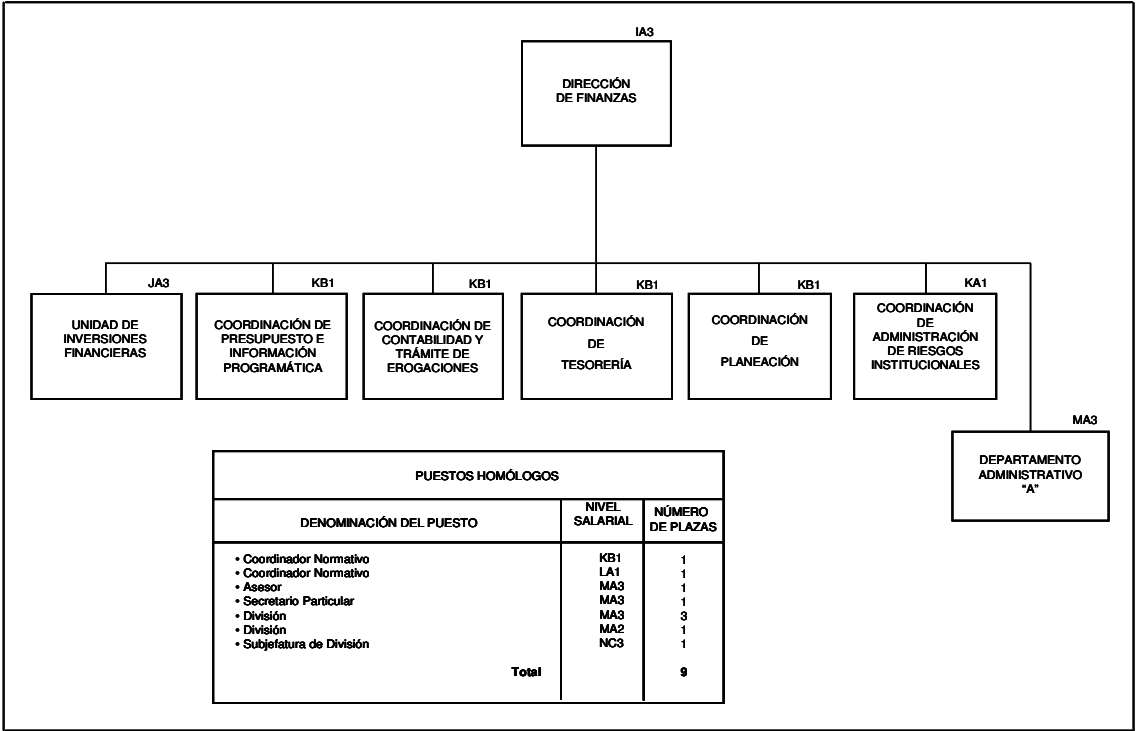 IA3
DIRECCIÓN
DE FINANZAS
JA3
UNIDAD DE
INVERSIONES
FINANCIERAS
KB1
COORDINACIÓN DE
PRESUPUESTO E
INFORMACIÓN
PROGRAMÁTICA
KB1
COORDINACIÓN DE
CONTABILIDAD Y
TRÁMITE DE
EROGACIONES
KB1
COORDINACIÓN
DE
TESORERÍA
KB1
COORDINACIÓN
DE
PLANEACIÓN
KA1
COORDINACIÓN
DE
ADMINISTRACIÓN
DE RIESGOS
INSTITUCIONALES
MA3
DEPARTAMENTO
ADMINISTRATIVO
“A”
PUESTOS HOMÓLOGOS
DENOMINACIÓN DEL PUESTO
NIVEL
SALARIAL
NÚMERO
DE PLAZAS
• Coordinador Normativo KB1 1
• Coordinador Normativo LA1 1
• Asesor MA3 1
• Secretario Particular MA3 1
• División MA3 3
• División MA2 1
• Subjefatura de División NC3 1
Total 9